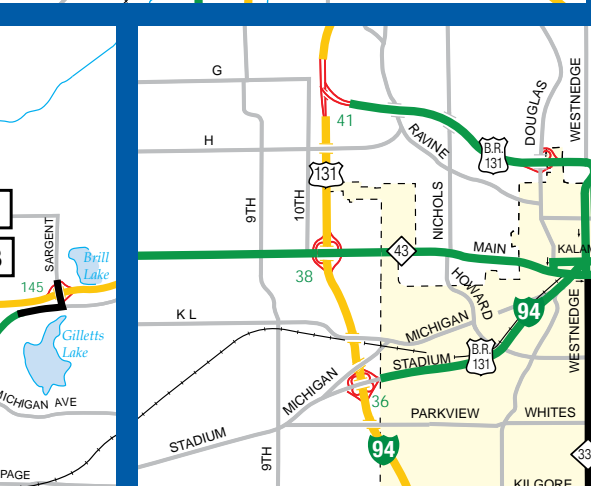 G
41
DOUGLAS
WESTNEDGE
H
RAVINE
B.R.
131
131
9TH
10TH
NICHOLS
SARGENT
43
MAIN
KALAM
Brill
Lake
145
38
HOWARD
94
K L
MICHIGAN
WESTNEDGE
Gilletts
Lake
B.R.
131
STADIUM
MICHIGAN
36
MICHIGAN AVE
PARKVIEW
WHITES
STADIUM
94
9TH
33
PAGE
KILGORE